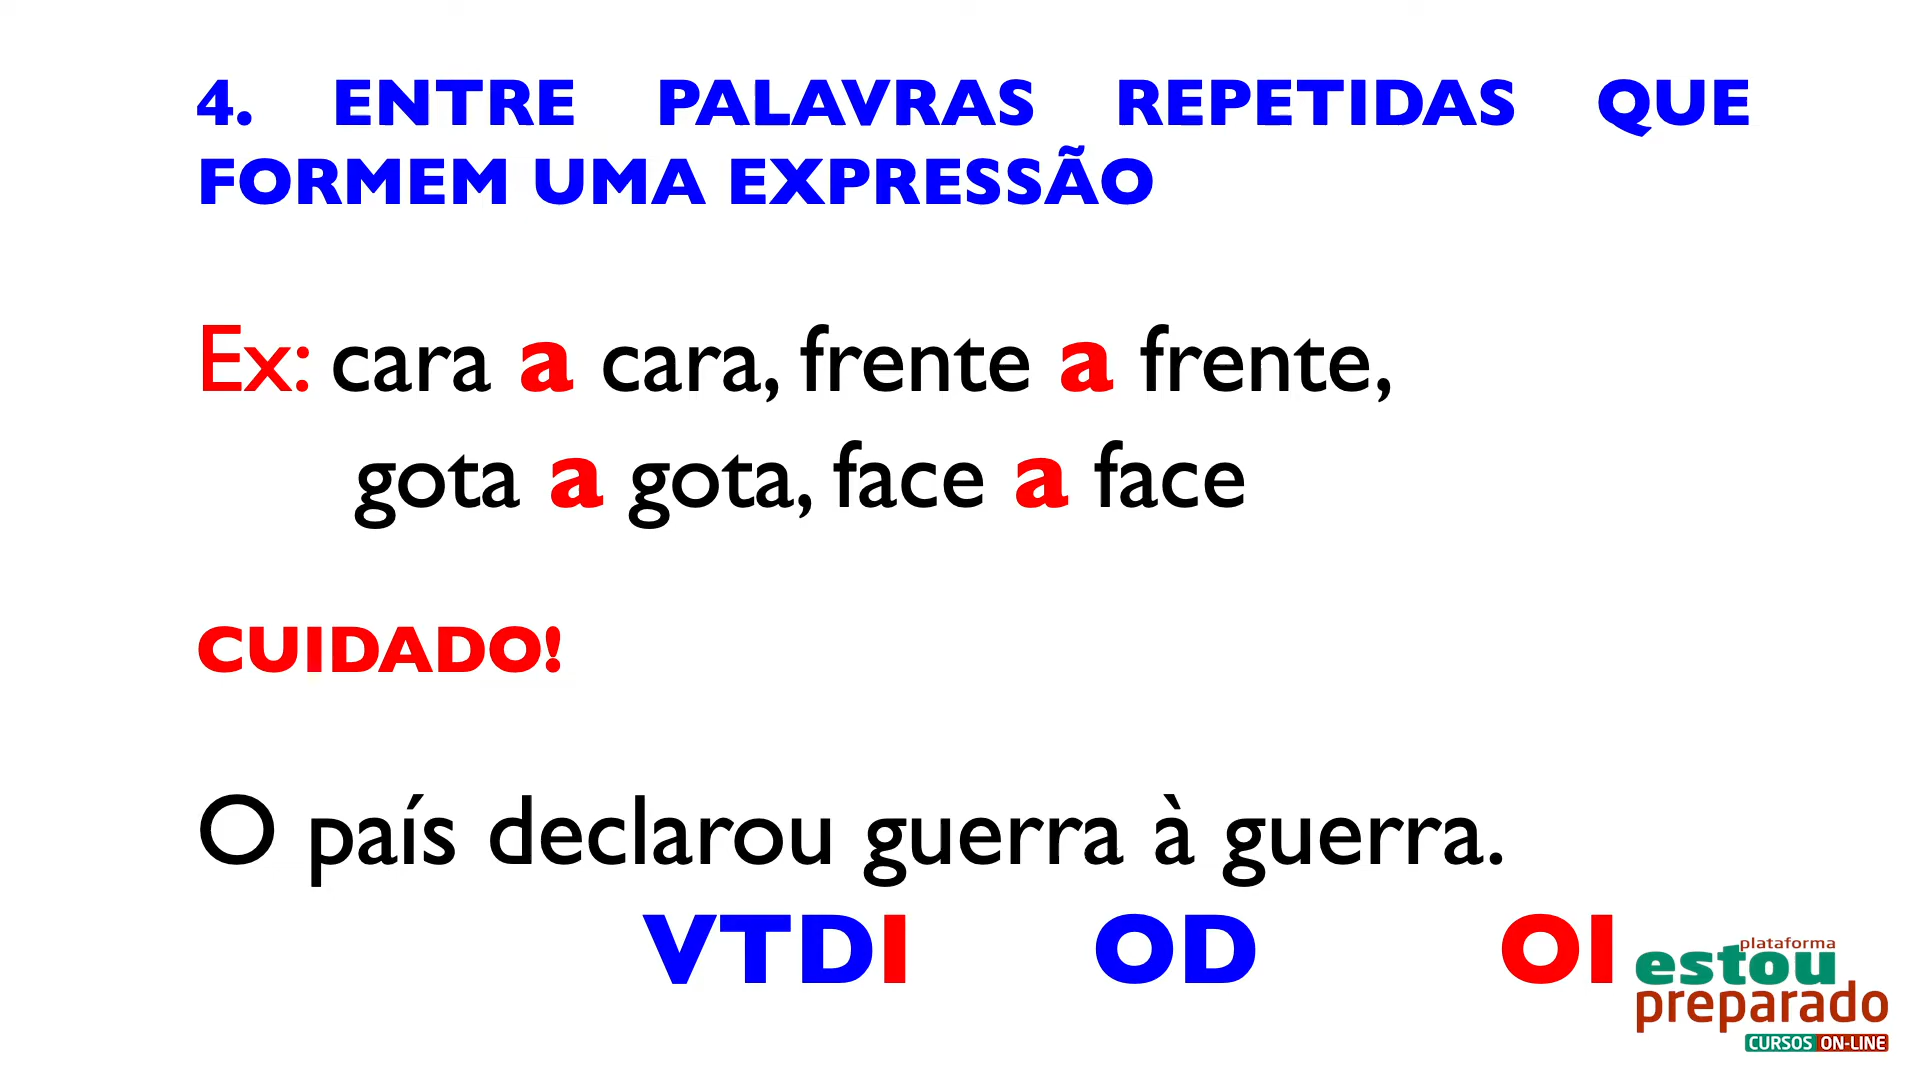 4. ENTRE PALAVRAS REPETIDAS QUE
FORMEM UMA EXPRESSÃO
Ex: cara a cara, frente a frente,
gota a gota, face a face
CUIDADO!
O país declarou guerra à guerra.
VTDI OD OI
plataforma
estou
preparado
CURSOS ON-LINE